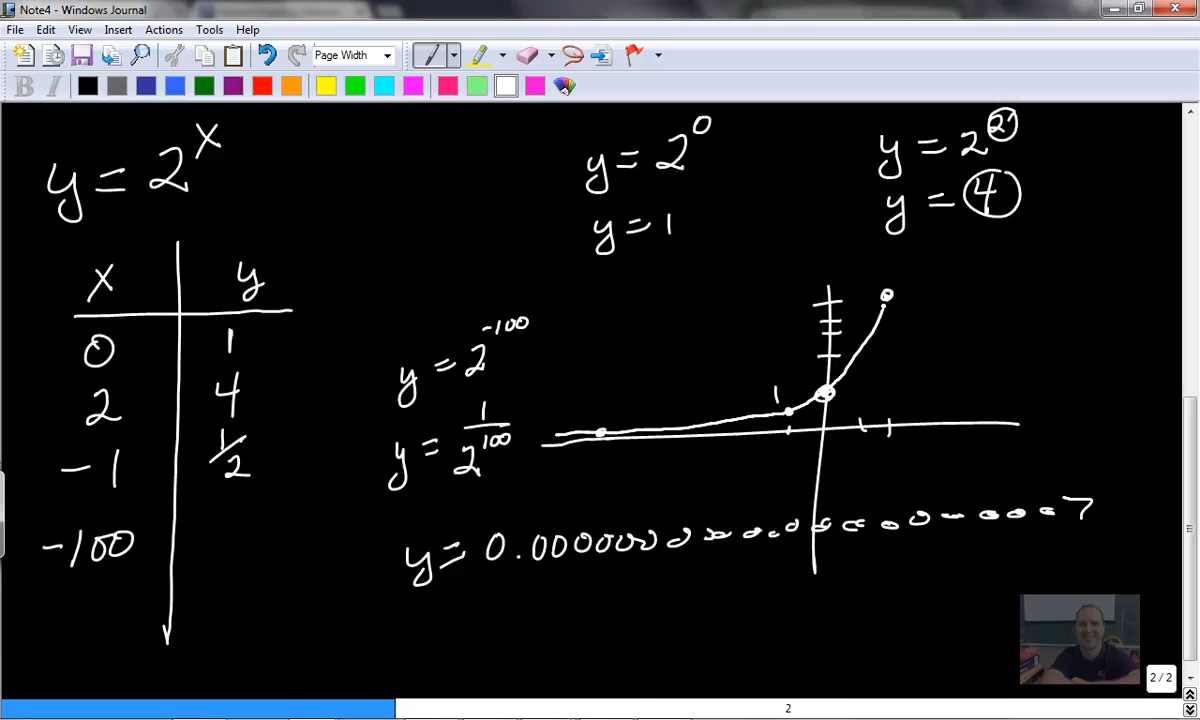 Note4 - Windows Journal
File Edit View Insert Actions Tools Help
Page Width
B I
y = 2^x
x y
0 1
2 4
-1 1/2
-100
y = 2^0
y = 1
y = 2^2
y = 4
y = 2^-100
y = 1/2^100
1
y = 0.000000000000000000007
2 / 2
2